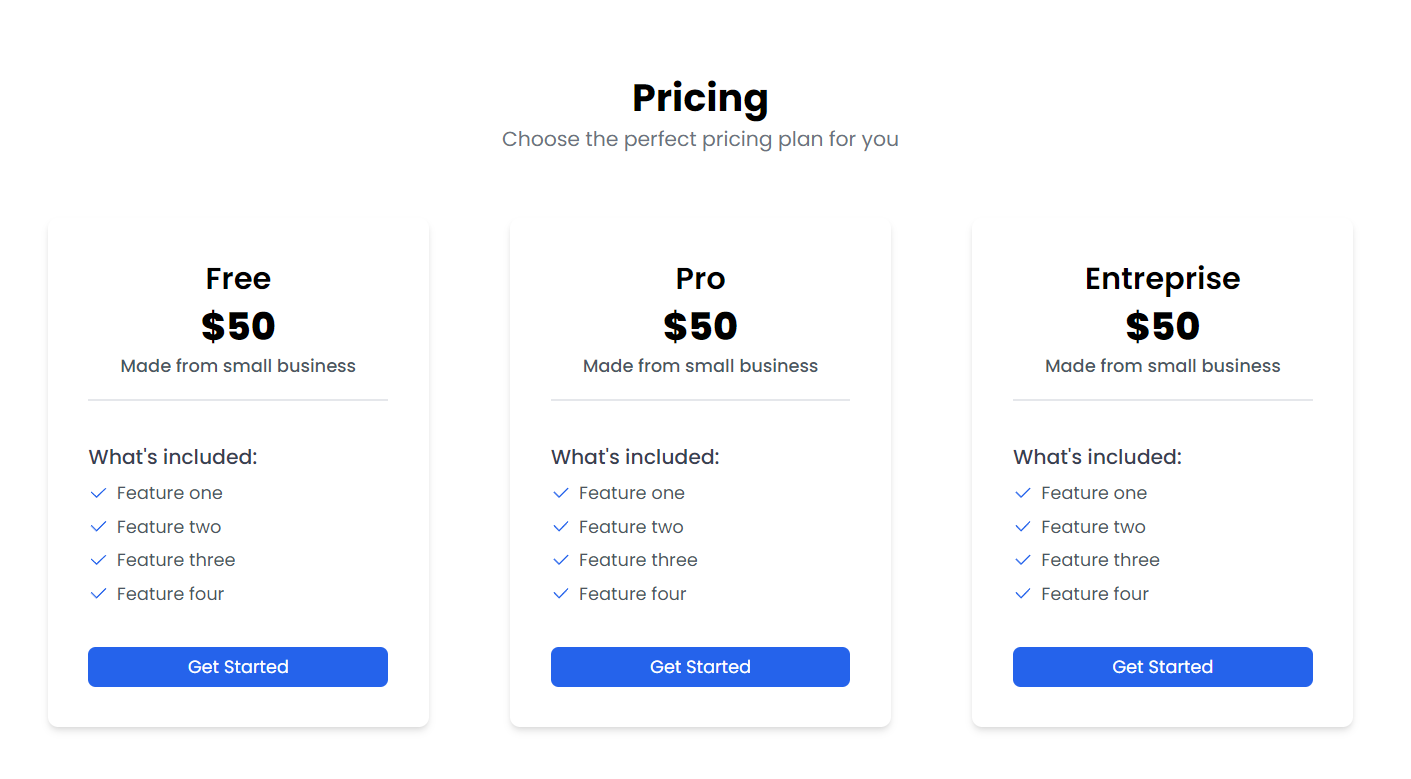 Pricing
Choose the perfect pricing plan for you
Free
$50
Made from small business
What's included:
Feature one
Feature two
Feature three
Feature four
Get Started
Pro
$50
Made from small business
What's included:
Feature one
Feature two
Feature three
Feature four
Get Started
Entreprise
$50
Made from small business
What's included:
Feature one
Feature two
Feature three
Feature four
Get Started